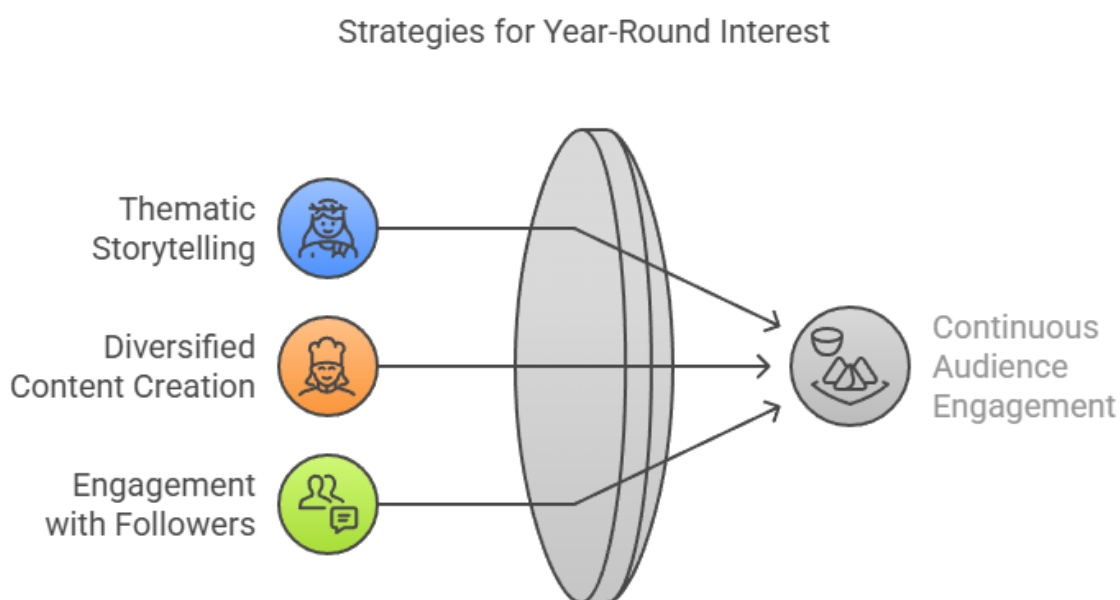 Strategies for Year-Round Interest
Thematic
Storytelling
Diversified
Content Creation
Engagement
with Followers
Continuous
Audience
Engagement